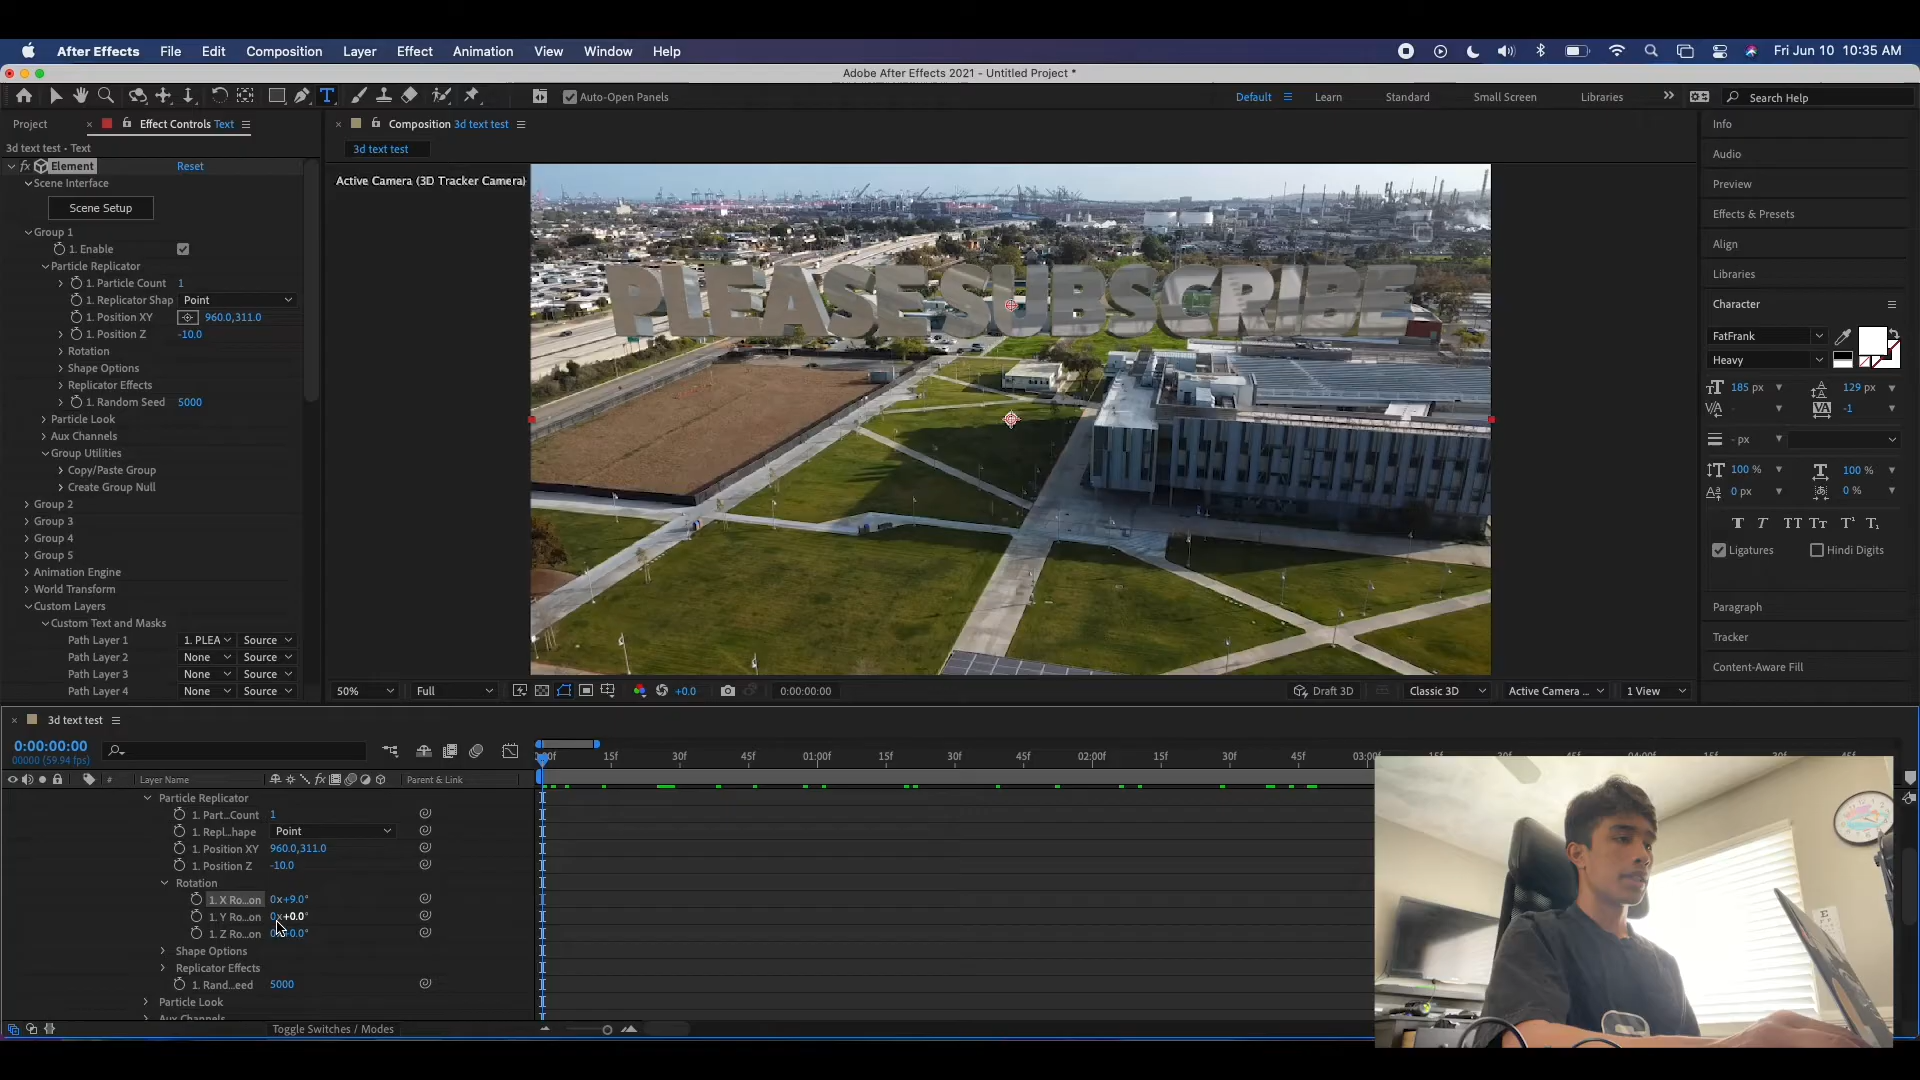 After Effects File Edit Composition Layer Effect Animation View Window Help Fri Jun 10 10:35 AM
Adobe After Effects 2021 - Untitled Project *
T Auto-Open Panels Default Learn Standard Small Screen Libraries Search Help
Project Effect Controls Text
3d text test • Text
fx Element Reset
Scene Interface
Scene Setup
Group 1
1. Enable
Particle Replicator
1. Particle Count 1
1. Replicator Shap Point
1. Position XY 960.0,311.0
1. Position Z -10.0
Rotation
Shape Options
Replicator Effects
1. Random Seed 5000
Particle Look
Aux Channels
Group Utilities
Copy/Paste Group
Create Group Null
Group 2
Group 3
Group 4
Group 5
Animation Engine
World Transform
Custom Layers
Custom Text and Masks
Path Layer 1 1. PLEA Source
Path Layer 2 None Source
Path Layer 3 None Source
Path Layer 4 None Source
Composition 3d text test
3d text test
Active Camera (3D Tracker Camera)
PLEASE SUBSCRIBE
50% Full +0.0 0:00:00:00 Draft 3D Classic 3D Active Camera ... 1 View
Info
Audio
Preview
Effects & Presets
Align
Libraries
Character
FatFrank
Heavy
185 px 129 px
- -1
- px
100 % 100 %
0 px 0 %
T T TT Tt T¹ T₁
Ligatures Hindi Digits
Paragraph
Tracker
Content-Aware Fill
3d text test
0:00:00:00
00000 (59.94 fps)
# Layer Name fx Parent & Link
15f 30f 45f 01:00f 15f 30f 45f 02:00f 15f 30f 45f 03:00f
Particle Replicator
1. Part...Count 1
1. Repl...hape Point
1. Position XY 960.0,311.0
1. Position Z -10.0
Rotation
1. X Ro...on 0x+9.0°
1. Y Ro...on 0x+0.0°
1. Z Ro...on
Shape Options
Replicator Effects
1. Rand...eed 5000
Particle Look
Aux Channels
Toggle Switches / Modes